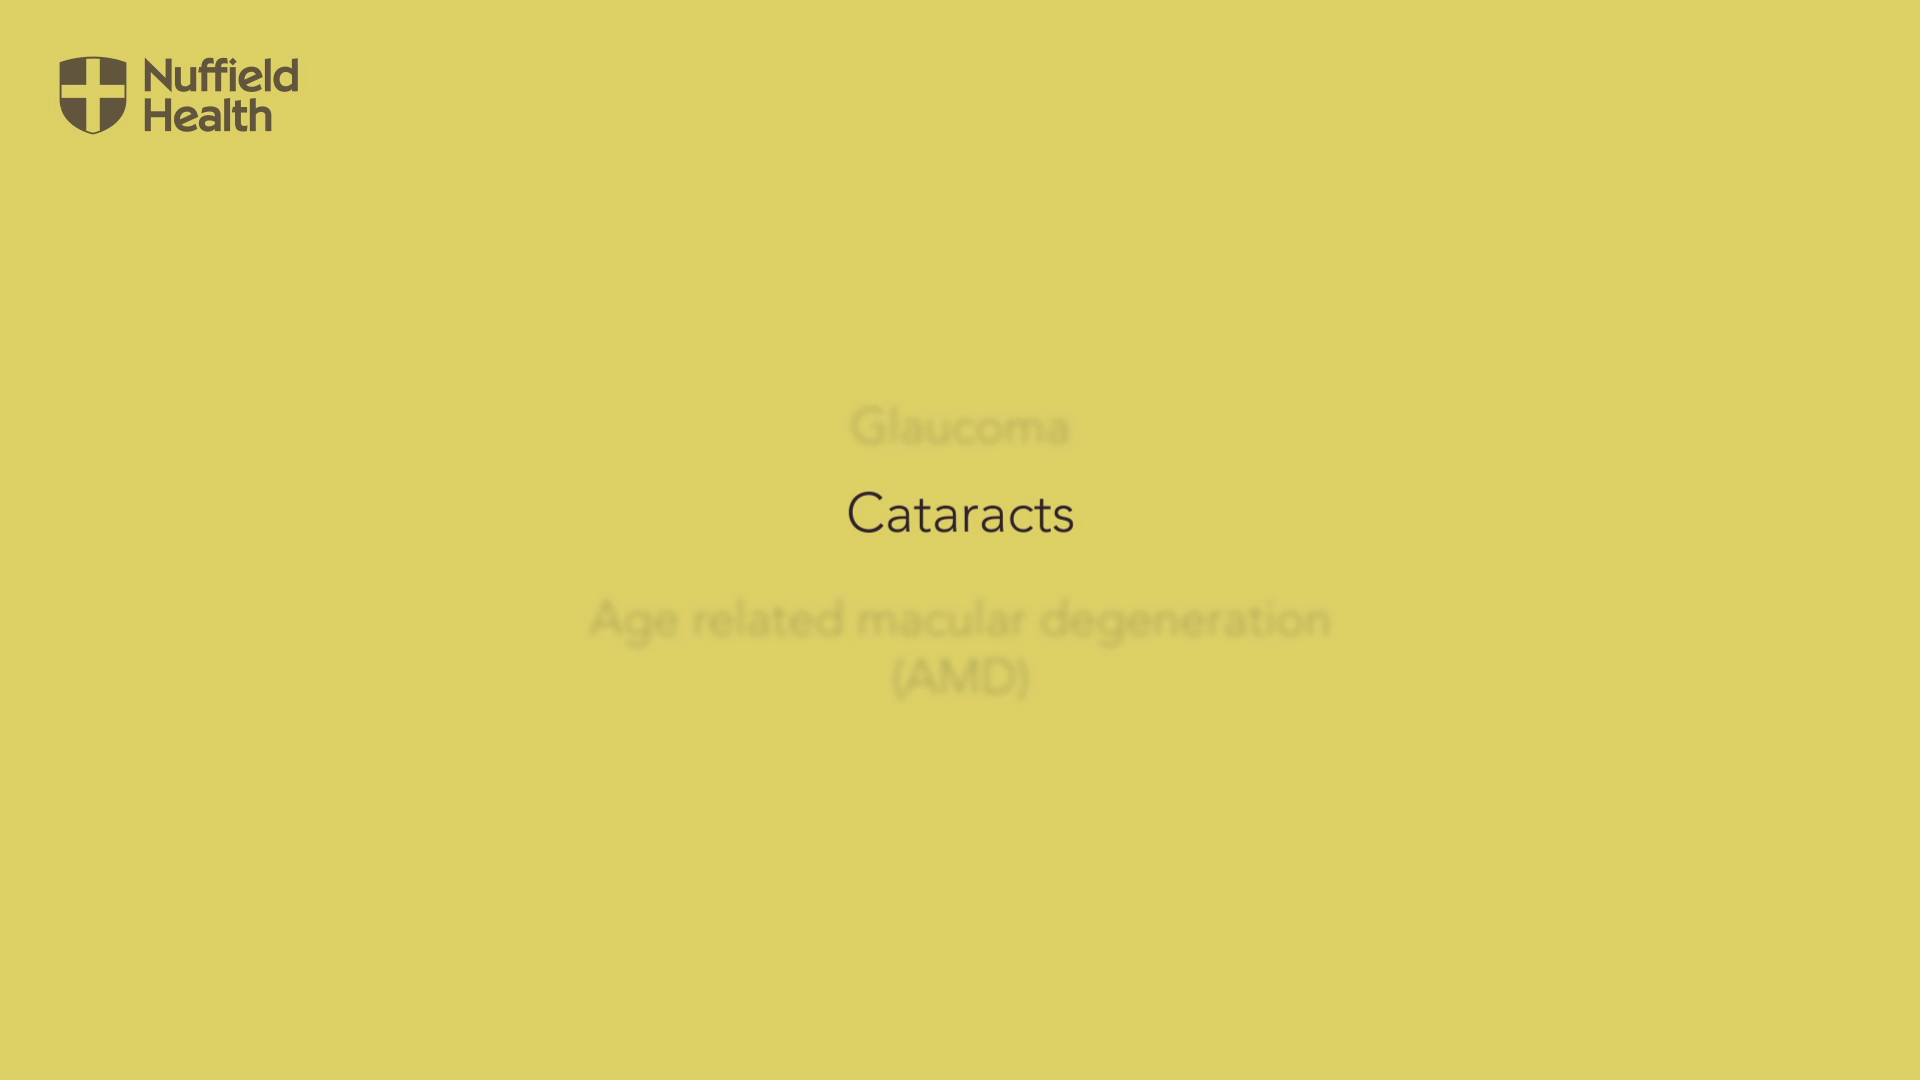 Nuffield
Health
Glaucoma
Cataracts
Age related macular degeneration
(AMD)